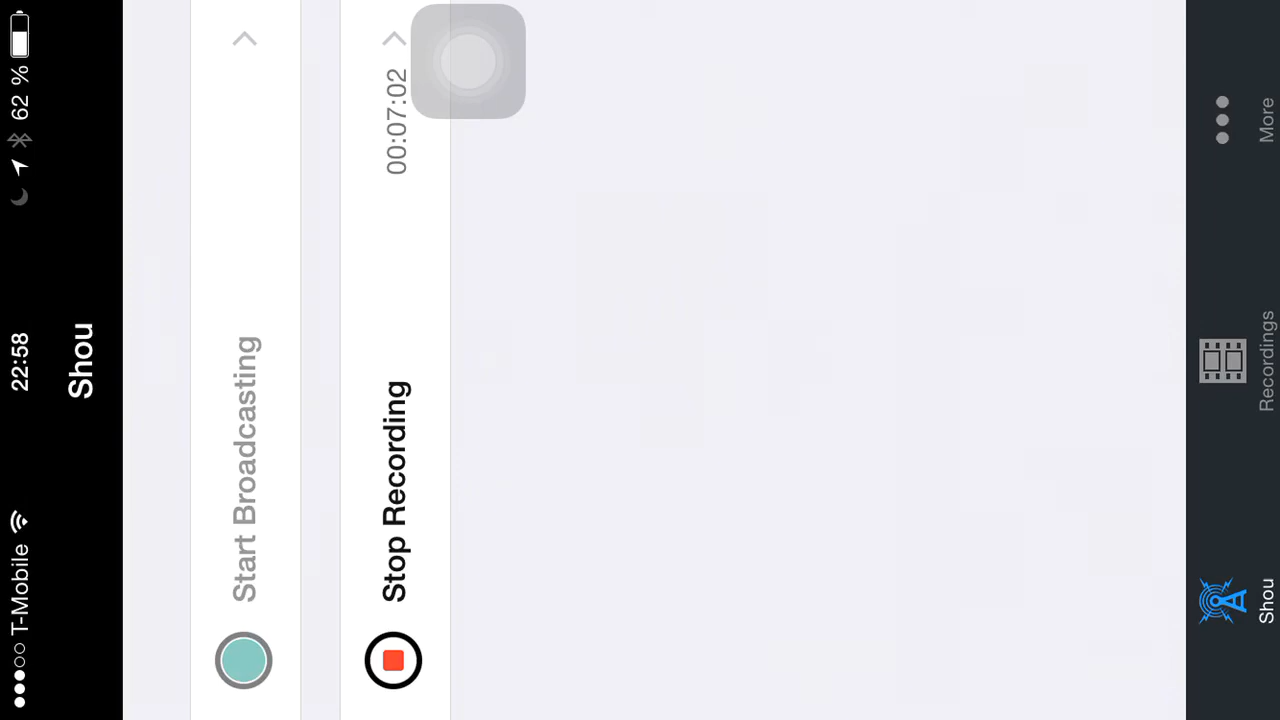 T-Mobile 22:58 62 %
Shou
Start Broadcasting
Stop Recording 00:07:02
Shou Recordings More